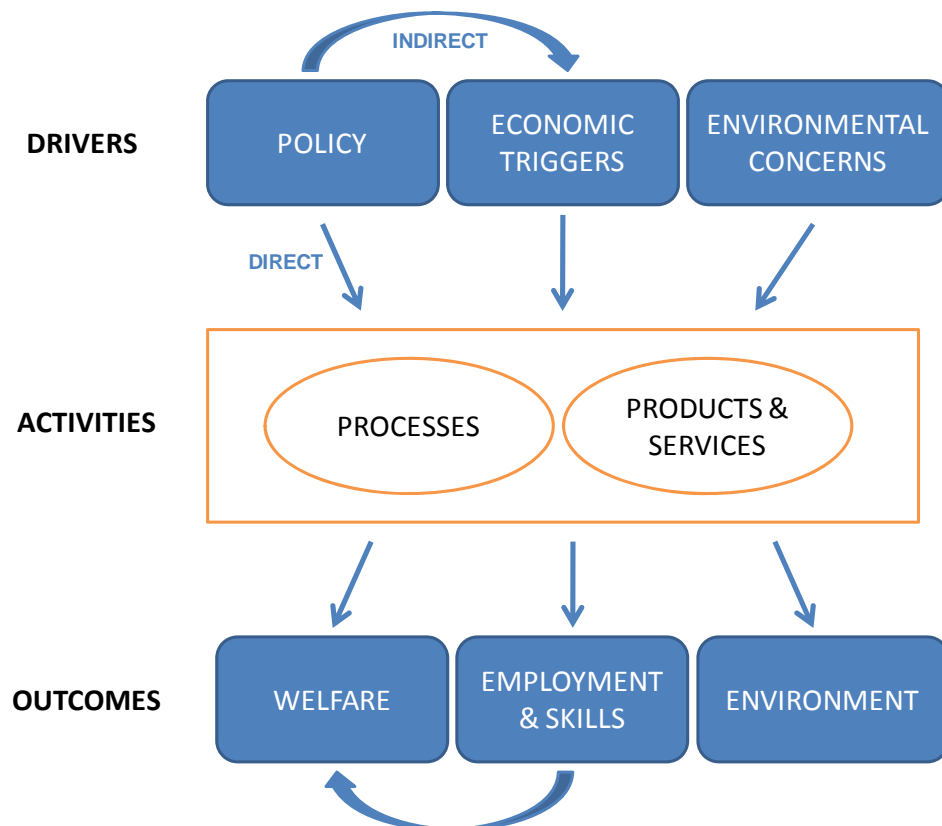 INDIRECT
DRIVERS
POLICY
ECONOMIC
TRIGGERS
ENVIRONMENTAL
CONCERNS
DIRECT
ACTIVITIES
PROCESSES
PRODUCTS &
SERVICES
OUTCOMES
WELFARE
EMPLOYMENT
& SKILLS
ENVIRONMENT